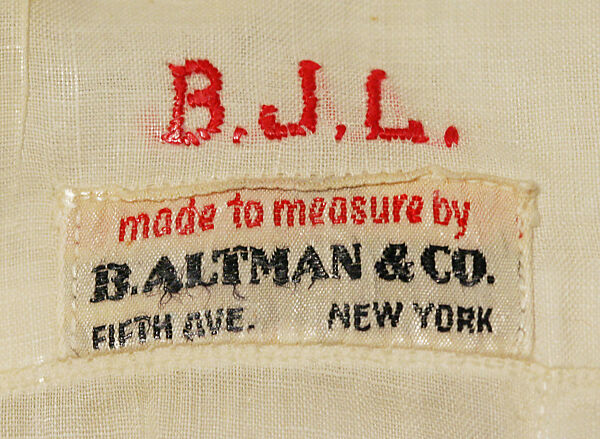 B.J.L.
made to measure by
B.ALTMAN & CO.
FIFTH AVE. NEW YORK